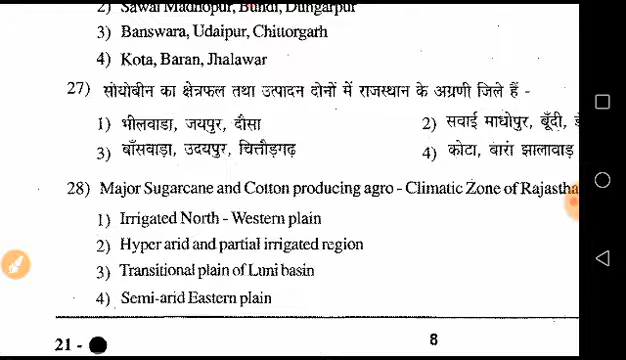 2) Sawai Madhopur, Bundi, Dungarpur
3) Banswara, Udaipur, Chittorgarh
4) Kota, Baran, Jhalawar
27) सोयोबीन का क्षेत्रफल तथा उत्पादन दोनों में राजस्थान के अग्रणी जिले हैं -
1) भीलवाडा, जयपुर, दौसा 2) सवाई माधोपुर, बूँदी,
3) बाँसवाड़ा, उदयपुर, चित्तौड़गढ़ 4) कोटा, बारां झालावाड़
28) Major Sugarcane and Cotton producing agro - Climatic Zone of Rajastha
1) Irrigated North - Western plain
2) Hyper arid and partial irrigated region
3) Transitional plain of Luni basin
4) Semi-arid Eastern plain
21 - 8